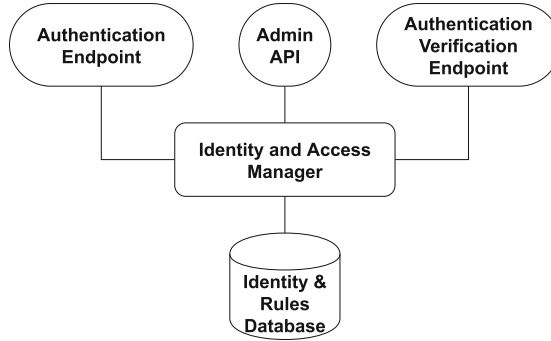 Authentication
Endpoint
Admin
API
Authentication
Verification
Endpoint
Identity and Access
Manager
Identity &
Rules
Database